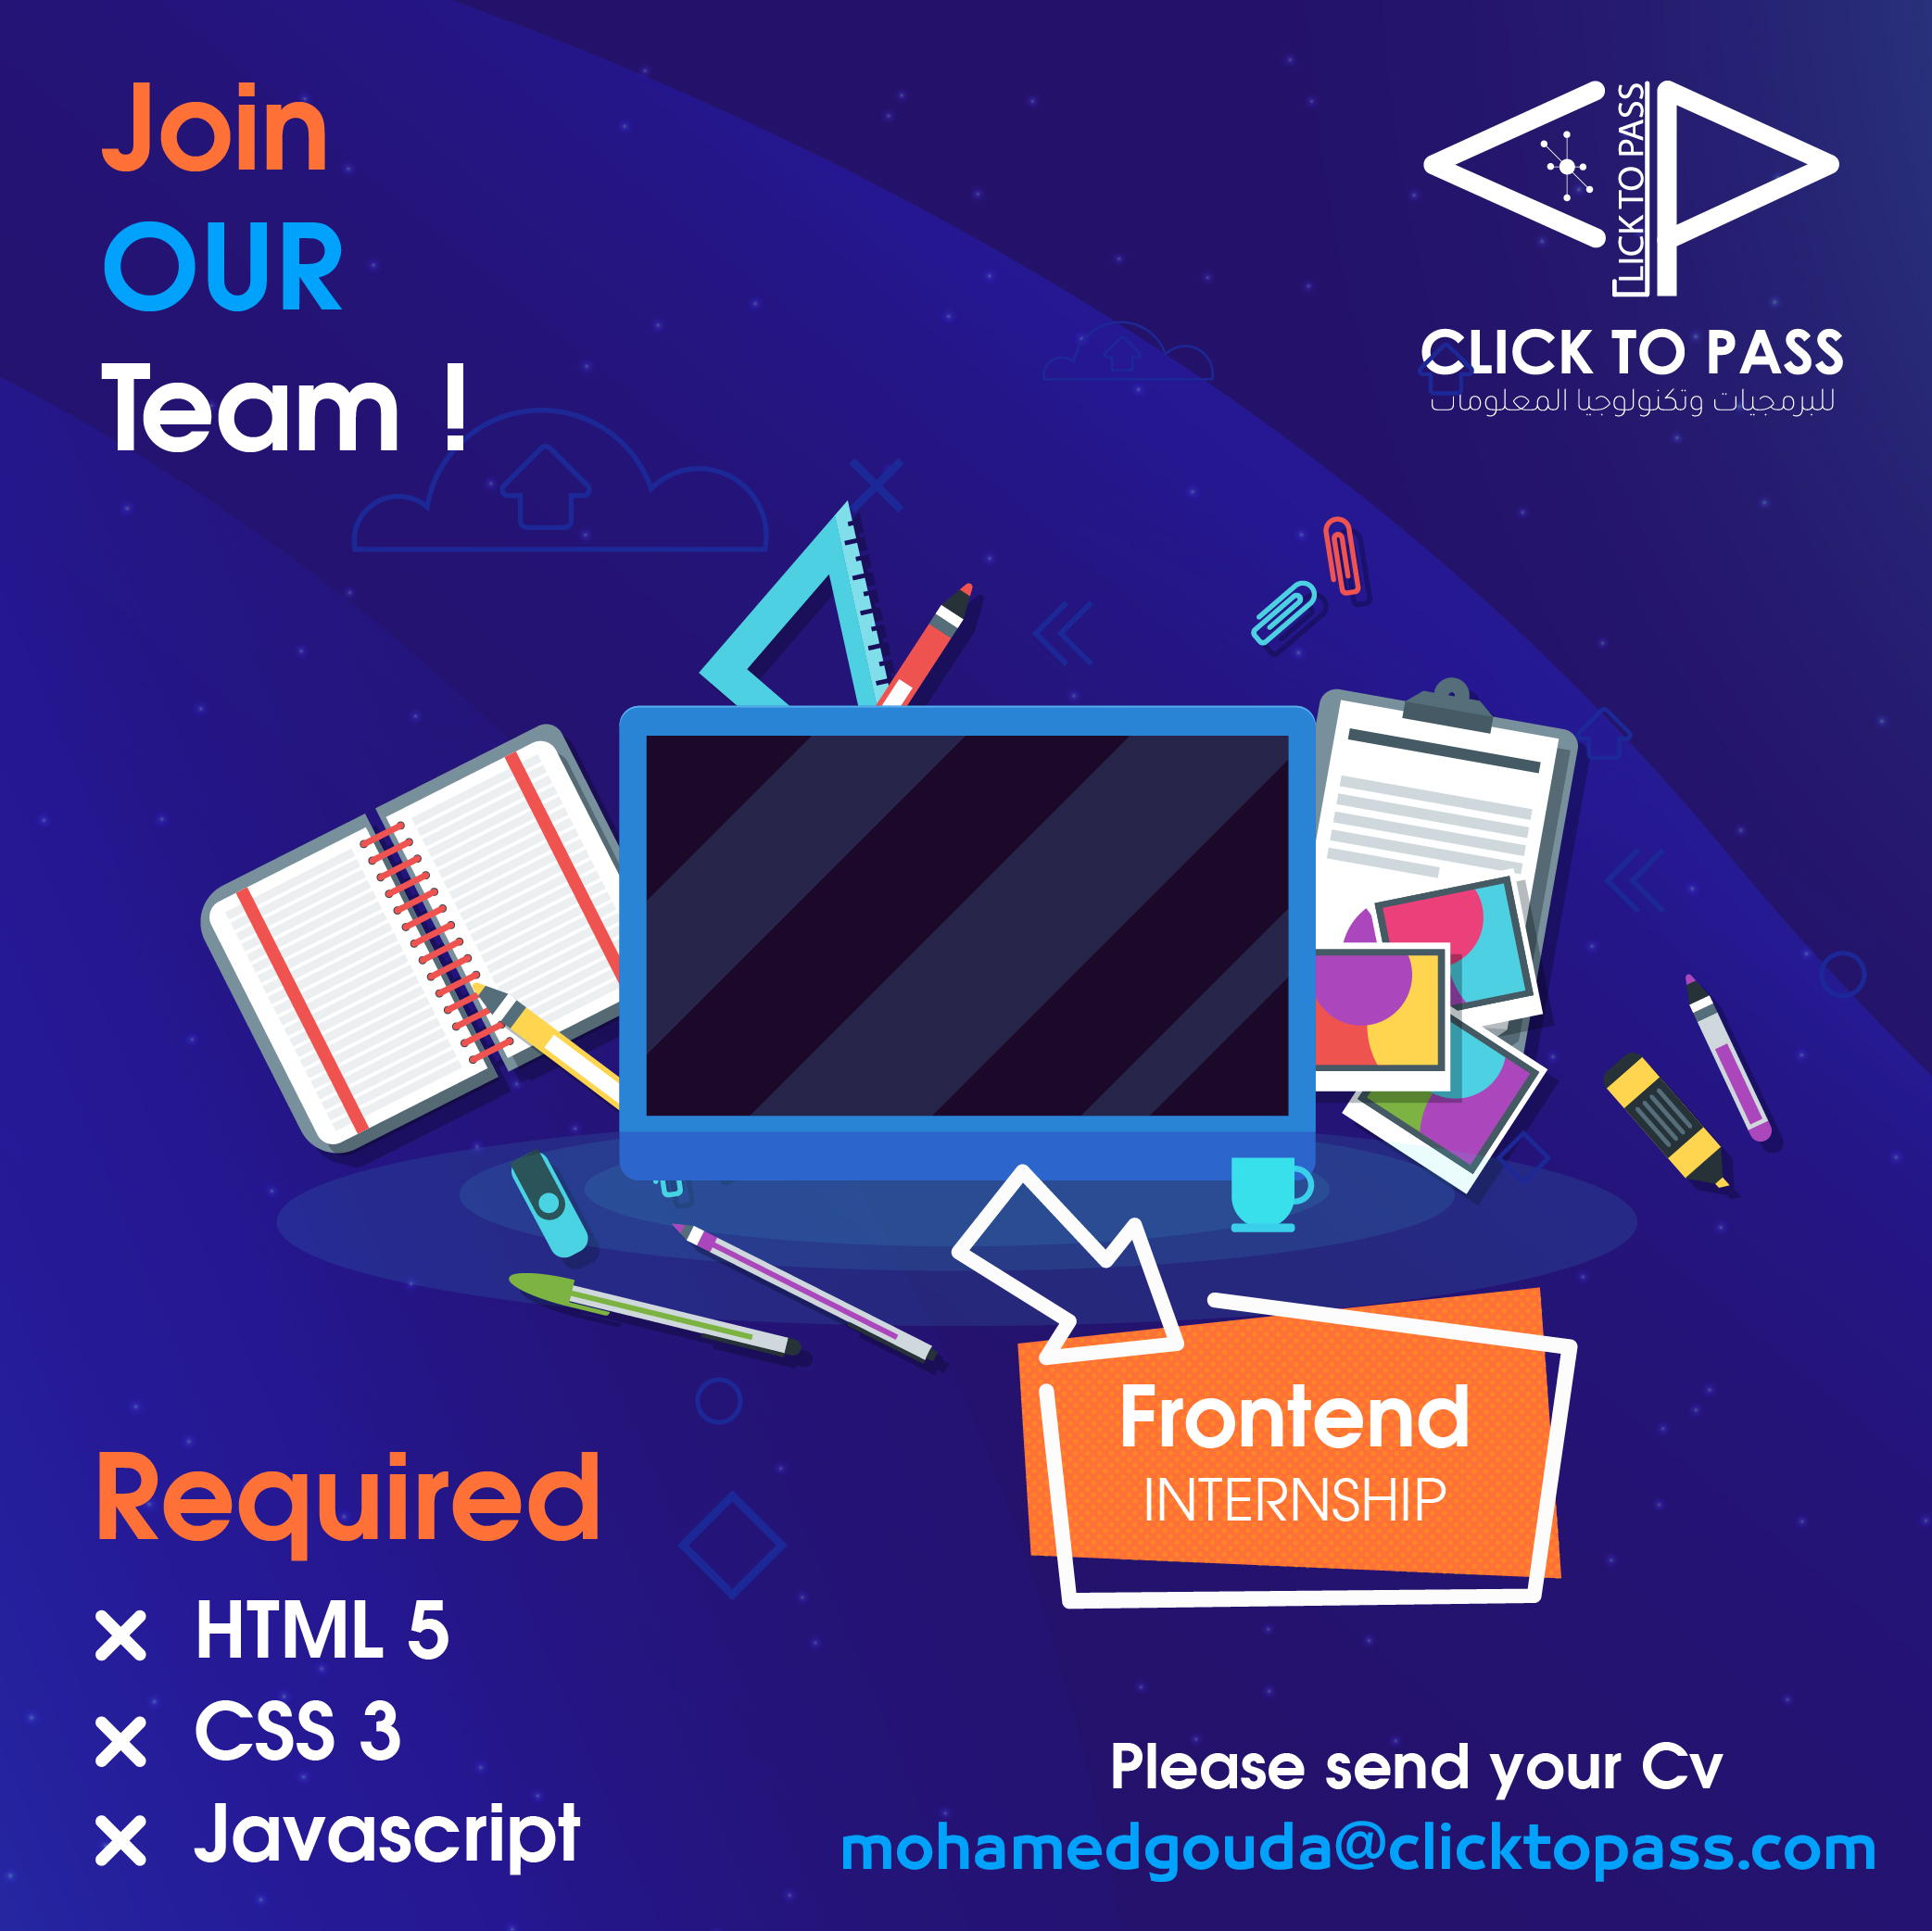 Join
OUR
Team !
LICK TO PASS
CLICK TO PASS
للبرمجيات وتكنولوجيا المعلومات
Frontend
INTERNSHIP
Required
HTML 5
CSS 3
Javascript
Please send your Cv
mohamedgouda@clicktopass.com